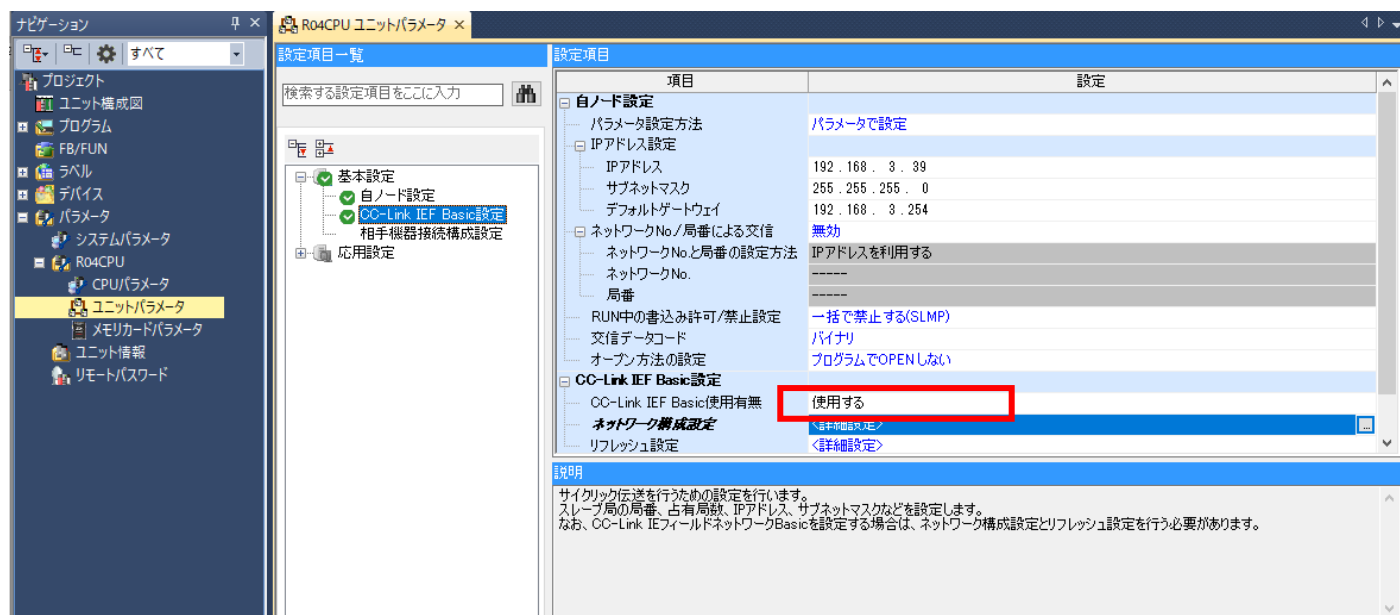 ナビゲーション
すべて
プロジェクト
ユニット構成図
プログラム
FB/FUN
ラベル
デバイス
パラメータ
システムパラメータ
R04CPU
CPUパラメータ
ユニットパラメータ
メモリカードパラメータ
ユニット情報
リモートパスワード
R04CPU ユニットパラメータ
設定項目一覧
検索する設定項目をここに入力
基本設定
自ノード設定
CC-Link IEF Basic設定
相手機器接続構成設定
応用設定
設定項目
項目 設定
自ノード設定
パラメータ設定方法 パラメータで設定
IPアドレス設定
IPアドレス 192 . 168 . 3 . 39
サブネットマスク 255 . 255 . 255 . 0
デフォルトゲートウェイ 192 . 168 . 3 . 254
ネットワークNo/局番による交信 無効
ネットワークNo.と局番の設定方法 IPアドレスを利用する
ネットワークNo. -----
局番 -----
RUN中の書込み許可/禁止設定 一括で禁止する(SLMP)
交信データコード バイナリ
オープン方法の設定 プログラムでOPENしない
CC-Link IEF Basic設定
CC-Link IEF Basic使用有無 使用する
ネットワーク構成設定 <詳細設定> ...
リフレッシュ設定 <詳細設定>
説明
サイクリック伝送を行うための設定を行います。
スレーブ局の局番、占有局数、IPアドレス、サブネットマスクなどを設定します。
なお、CC-Link IEフィールドネットワークBasicを設定する場合は、ネットワーク構成設定とリフレッシュ設定を行う必要があります。